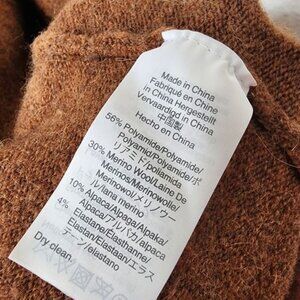 Made in China
Fabriqué en Chine
in China Hergestellt
Vervaardigd in China
中国製
Hecho en China
56% Polyamide/Polyamide/
Polyamid/Polyamide/ポ
リアミド/poliamida
30% Merino Wool/Laine De
Merinos/Merinowolle/
Merinowol/メリノウー
ル/lana merino
10% Alpaca/Alpaga/Alpaka/
Alpaca/アルパカ/alpaca
4% Elastane/Elasthanne/
Elastan/Elastaan/エラス
テーン/elastano
Dry clean